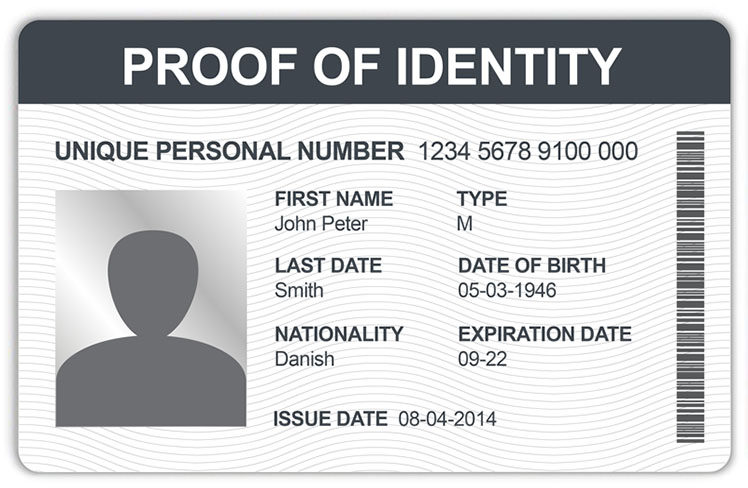 PROOF OF IDENTITY
UNIQUE PERSONAL NUMBER 1234 5678 9100 000
FIRST NAME TYPE
John Peter M
LAST DATE DATE OF BIRTH
Smith 05-03-1946
NATIONALITY EXPIRATION DATE
Danish 09-22
ISSUE DATE 08-04-2014